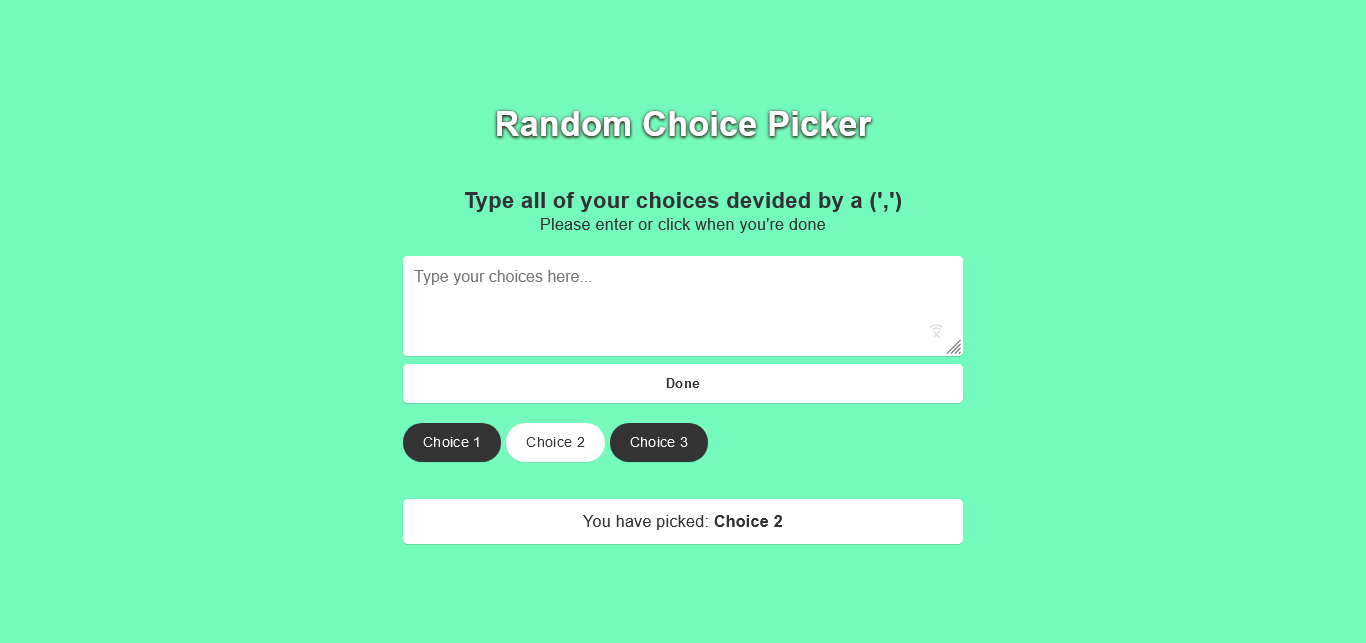 Random Choice Picker
Type all of your choices devided by a (',')
Please enter or click when you're done
Type your choices here...
Done
Choice 1 Choice 2 Choice 3
You have picked: Choice 2